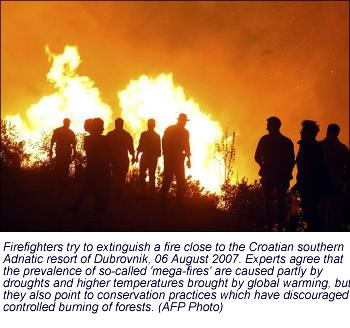 Firefighters try to extinguish a fire close to the Croatian southern
Adriatic resort of Dubrovnik, 06 August 2007. Experts agree that
the prevalence of so-called 'mega-fires' are caused partly by
droughts and higher temperatures brought by global warming, but
they also point to conservation practices which have discouraged
controlled burning of forests. (AFP Photo)